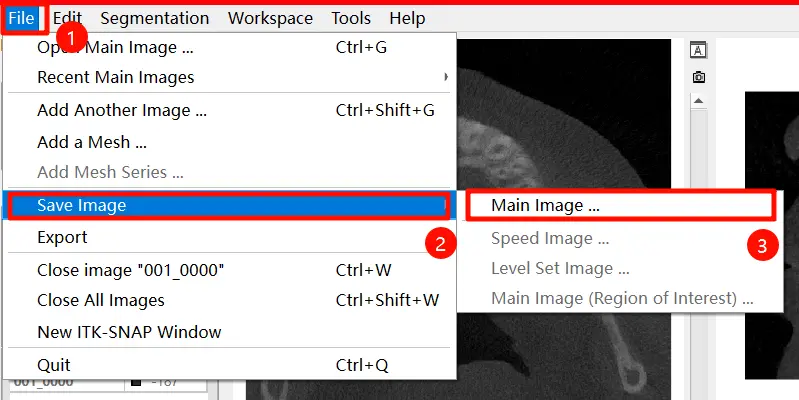 File Edit Segmentation Workspace Tools Help
1
Open Main Image ... Ctrl+G
Recent Main Images
Add Another Image ... Ctrl+Shift+G
Add a Mesh ...
Add Mesh Series ...
Save Image
2
Main Image ...
3
Export
Speed Image ...
Close image "001_0000" Ctrl+W
Level Set Image ...
Close All Images Ctrl+Shift+W
Main Image (Region of Interest) ...
New ITK-SNAP Window
Quit Ctrl+Q
A